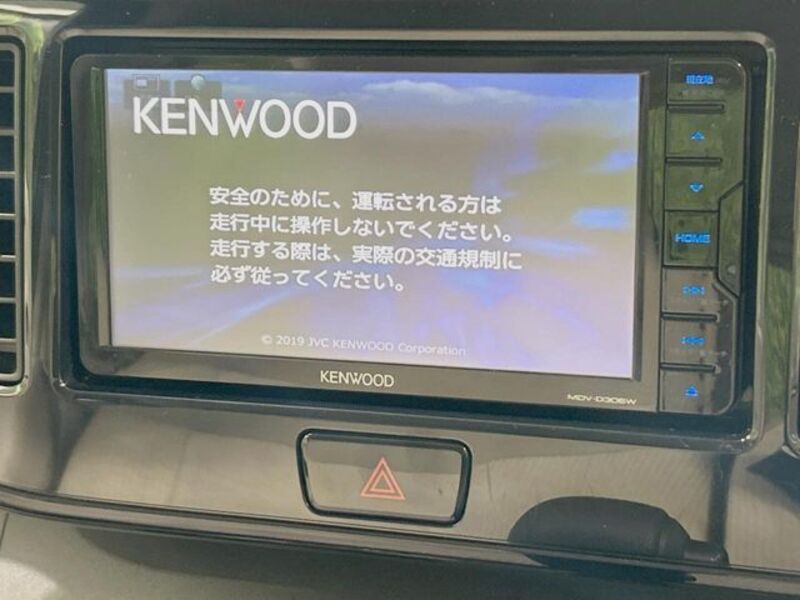 KENWOOD
安全のために、運転される方は
走行中に操作しないでください。
走行する際は、実際の交通規制に
必ず従ってください。
© 2019 JVC KENWOOD Corporation
KENWOOD
MDV-D306W
現在地
HOME